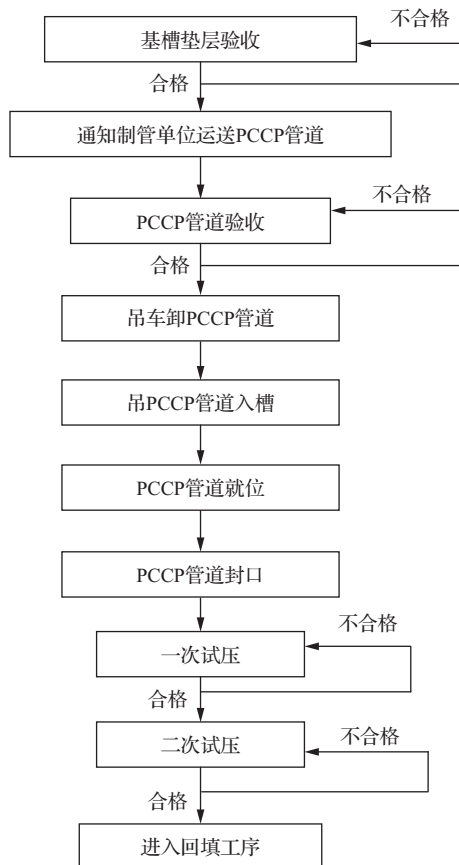 不合格
基槽垫层验收
合格
通知制管单位运送PCCP管道
不合格
PCCP管道验收
合格
吊车卸PCCP管道
吊PCCP管道入槽
PCCP管道就位
PCCP管道封口
不合格
一次试压
合格
不合格
二次试压
合格
进入回填工序